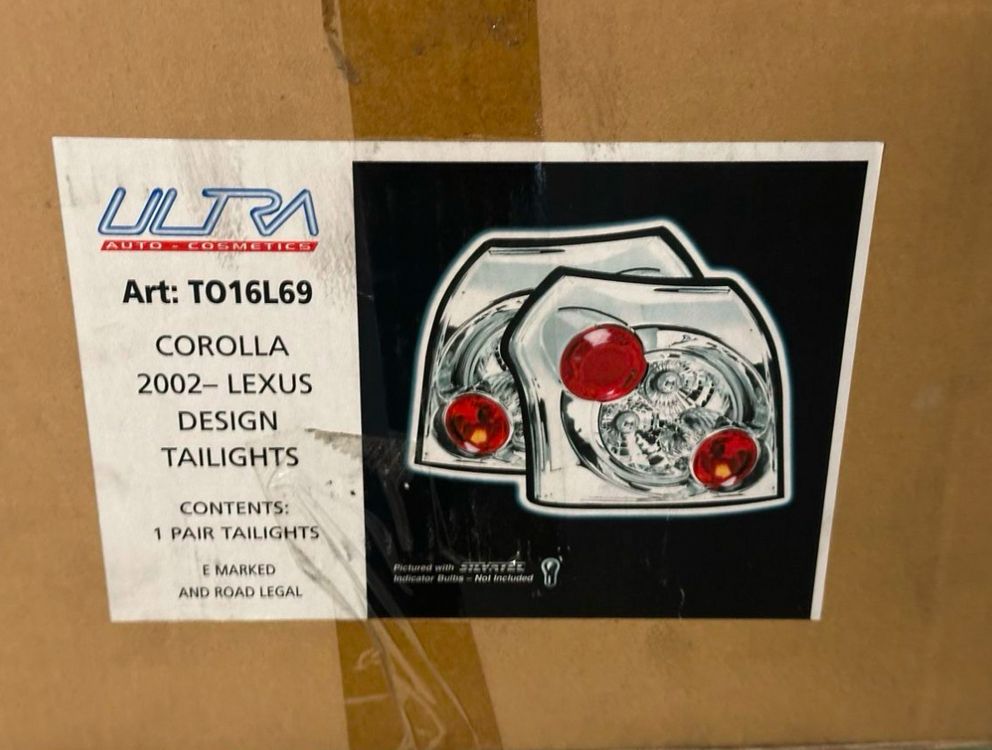 ULTRA
AUTO - COSMETICS
Art: TO16L69
COROLLA
2002– LEXUS
DESIGN
TAILIGHTS
CONTENTS:
1 PAIR TAILIGHTS
E MARKED
AND ROAD LEGAL
Pictured with SILVATEC
Indicator Bulbs – Not Included